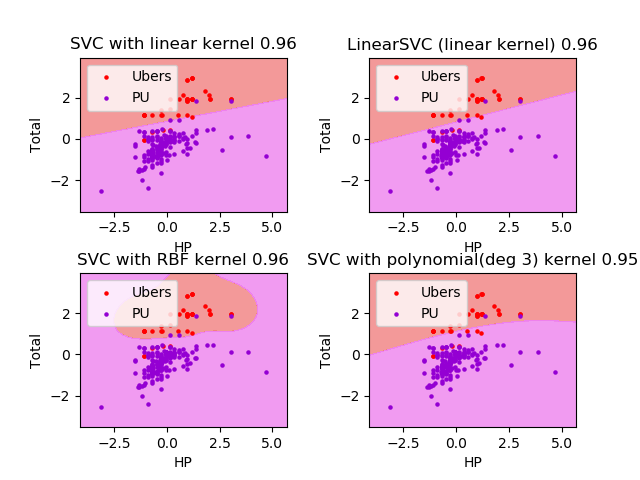 SVC with linear kernel 0.96
Ubers
PU
Total
2
0
−2
−2.5
0.0
2.5
5.0
HP
LinearSVC (linear kernel) 0.96
Ubers
PU
Total
2
0
−2
−2.5
0.0
2.5
5.0
HP
SVC with RBF kernel 0.96
Ubers
PU
Total
2
0
−2
−2.5
0.0
2.5
5.0
HP
SVC with polynomial(deg 3) kernel 0.95
Ubers
PU
Total
2
0
−2
−2.5
0.0
2.5
5.0
HP